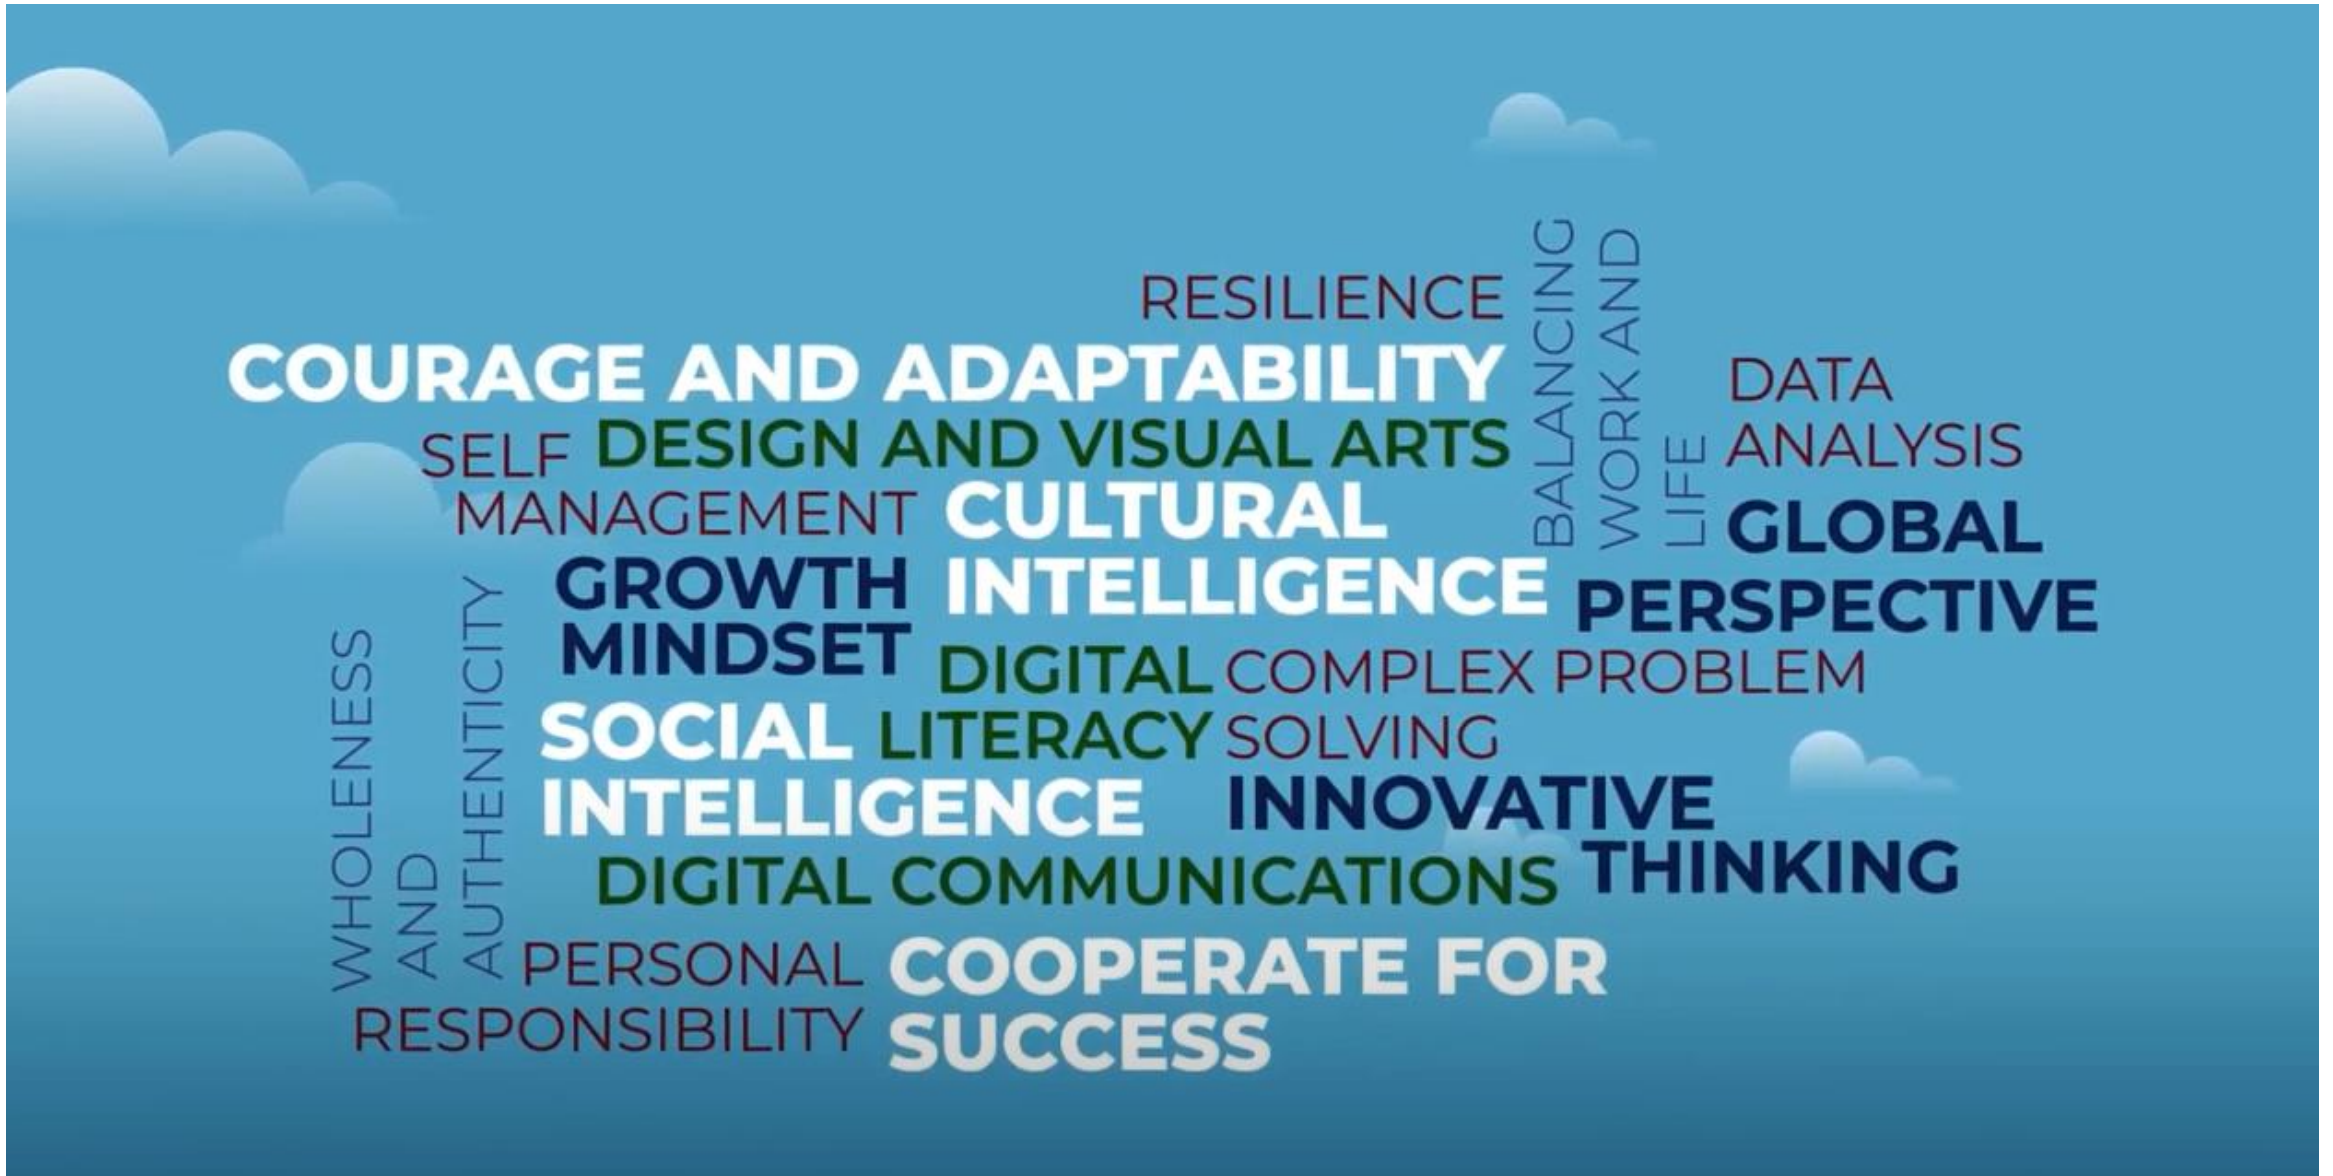 RESILIENCE
COURAGE AND ADAPTABILITY
BALANCING
WORK AND
LIFE
DATA
ANALYSIS
SELF
MANAGEMENT
DESIGN AND VISUAL ARTS
CULTURAL
INTELLIGENCE
GLOBAL
PERSPECTIVE
GROWTH
MINDSET
WHOLENESS
AND
AUTHENTICITY
DIGITAL
LITERACY
COMPLEX PROBLEM
SOLVING
SOCIAL
INTELLIGENCE
INNOVATIVE
THINKING
DIGITAL COMMUNICATIONS
PERSONAL
RESPONSIBILITY
COOPERATE FOR
SUCCESS